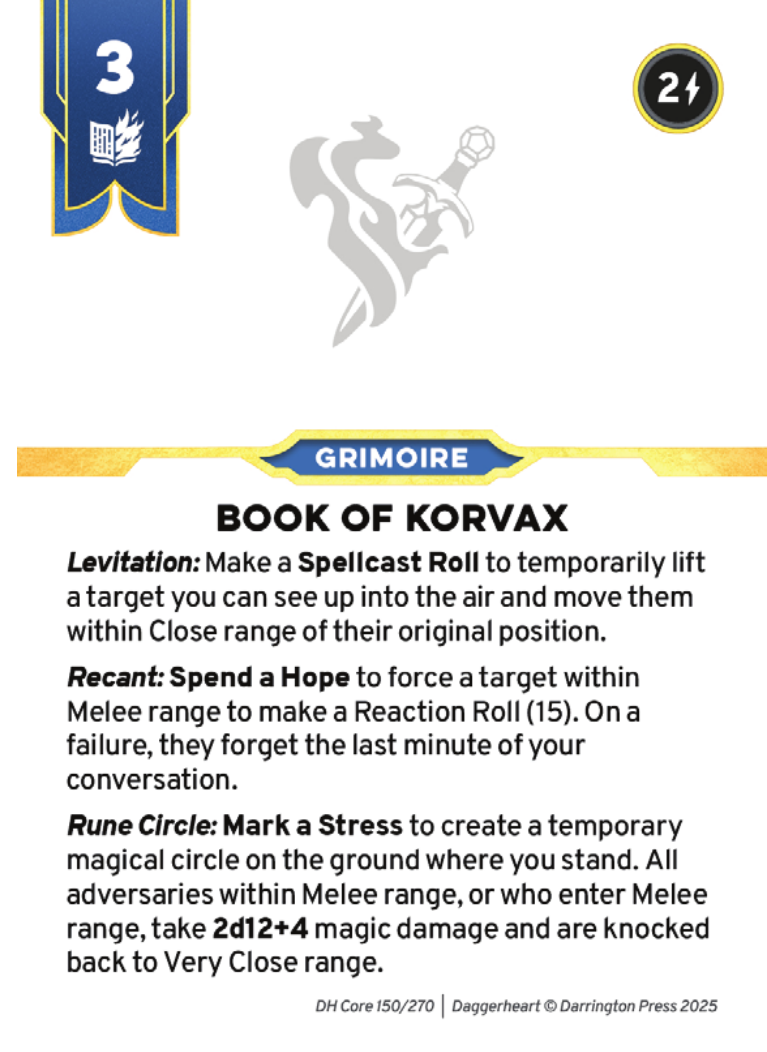 3
2
GRIMOIRE
BOOK OF KORVAX
Levitation: Make a Spellcast Roll to temporarily lift
a target you can see up into the air and move them
within Close range of their original position.
Recant: Spend a Hope to force a target within
Melee range to make a Reaction Roll (15). On a
failure, they forget the last minute of your
conversation.
Rune Circle: Mark a Stress to create a temporary
magical circle on the ground where you stand. All
adversaries within Melee range, or who enter Melee
range, take 2d12+4 magic damage and are knocked
back to Very Close range.
DH Core 150/270 | Daggerheart © Darrington Press 2025